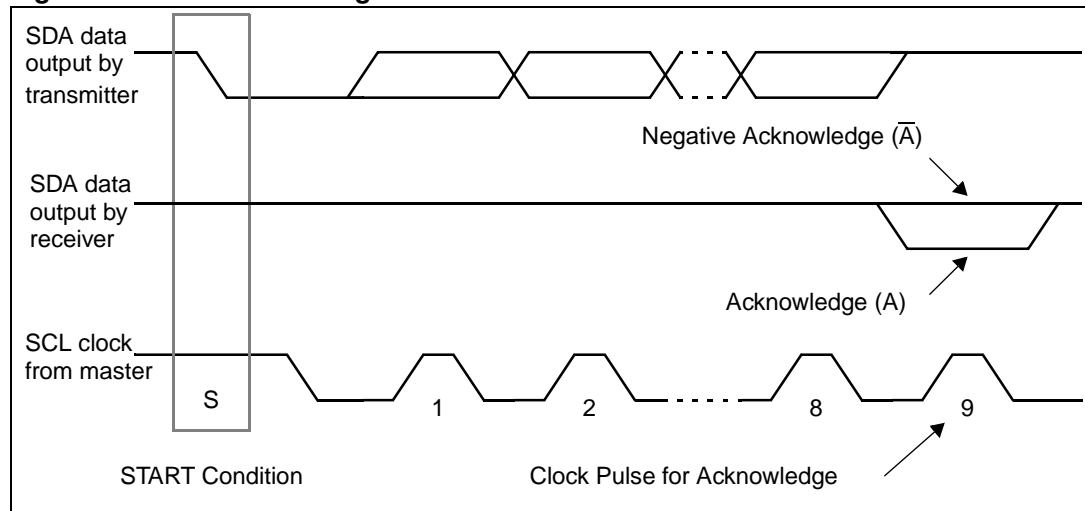 SDA data
output by
transmitter
Negative Acknowledge (A̅)
SDA data
output by
receiver
Acknowledge (A)
SCL clock
from master
S
1
2
8
9
START Condition
Clock Pulse for Acknowledge